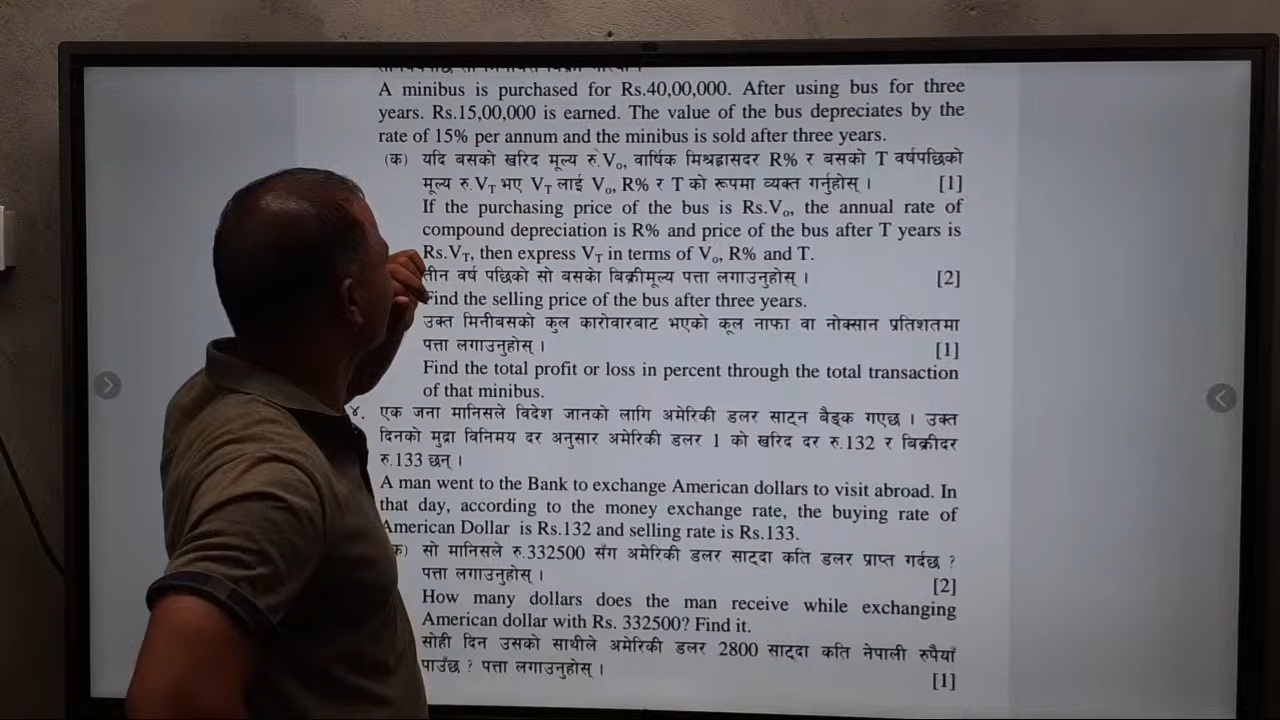 A minibus is purchased for Rs.40,00,000. After using bus for three
years. Rs.15,00,000 is earned. The value of the bus depreciates by the
rate of 15% per annum and the minibus is sold after three years.
(क) यदि बसको खरिद मूल्य रु.V₀, वार्षिक मिश्रह्रासदर R% र बसको T वर्षपछिको
मूल्य रु.V_T भए V_T लाई V₀, R% र T को रूपमा व्यक्त गर्नुहोस् । [1]
If the purchasing price of the bus is Rs.V₀, the annual rate of
compound depreciation is R% and price of the bus after T years is
Rs.V_T, then express V_T in terms of V₀, R% and T.
तीन वर्ष पछिको सो बसको बिक्रीमूल्य पत्ता लगाउनुहोस् । [2]
Find the selling price of the bus after three years.
उक्त मिनीबसको कुल कारोवारबाट भएको कूल नाफा वा नोक्सान प्रतिशतमा
पत्ता लगाउनुहोस् । [1]
Find the total profit or loss in percent through the total transaction
of that minibus.
४. एक जना मानिसले विदेश जानको लागि अमेरिकी डलर साट्न बैङ्क गएछ । उक्त
दिनको मुद्रा विनिमय दर अनुसार अमेरिकी डलर 1 को खरिद दर रु.132 र बिक्रीदर
रु.133 छन् ।
A man went to the Bank to exchange American dollars to visit abroad. In
that day, according to the money exchange rate, the buying rate of
American Dollar is Rs.132 and selling rate is Rs.133.
क) सो मानिसले रु.332500 सँग अमेरिकी डलर साट्दा कति डलर प्राप्त गर्दछ ?
पत्ता लगाउनुहोस् । [2]
How many dollars does the man receive while exchanging
American dollar with Rs. 332500? Find it.
सोही दिन उसको साथीले अमेरिकी डलर 2800 साट्दा कति नेपाली रुपैयाँ
पाउँछ ? पत्ता लगाउनुहोस् । [1]